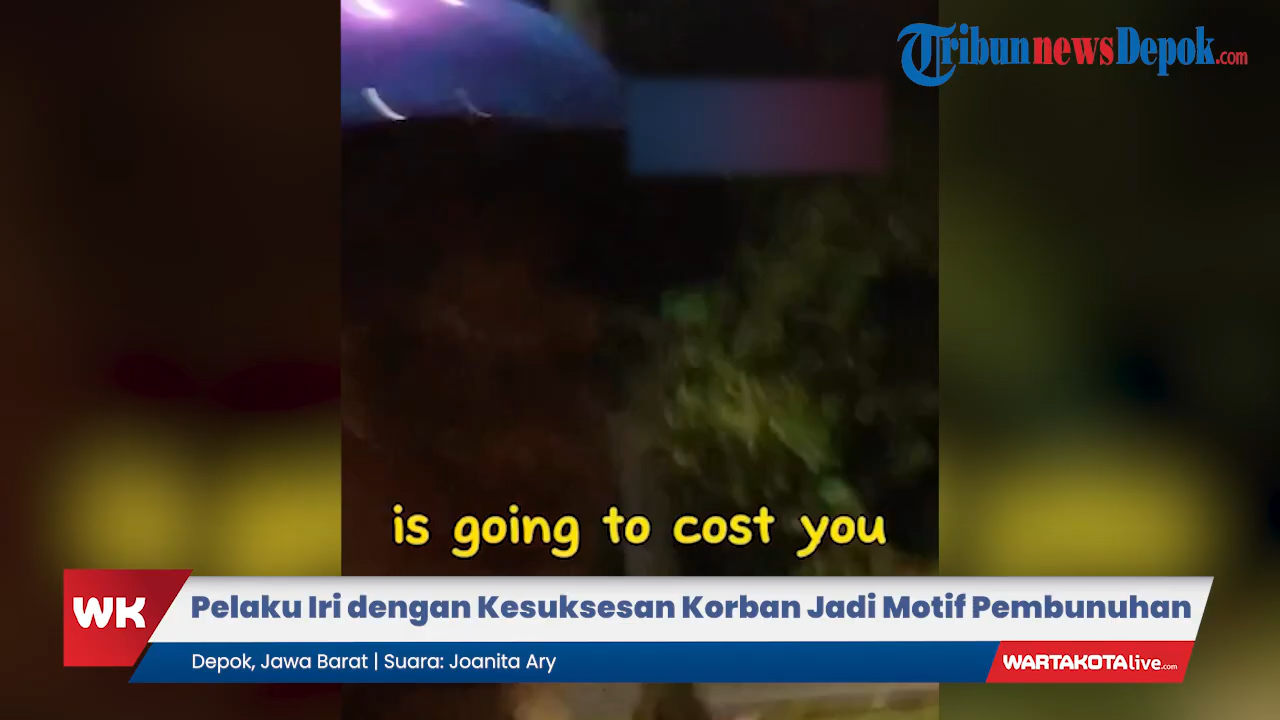 TribunnewsDepok.com
is going to cost you
WK
Pelaku Iri dengan Kesuksesan Korban Jadi Motif Pembunuhan
Depok, Jawa Barat | Suara: Joanita Ary
WARTAKOTAlive.com